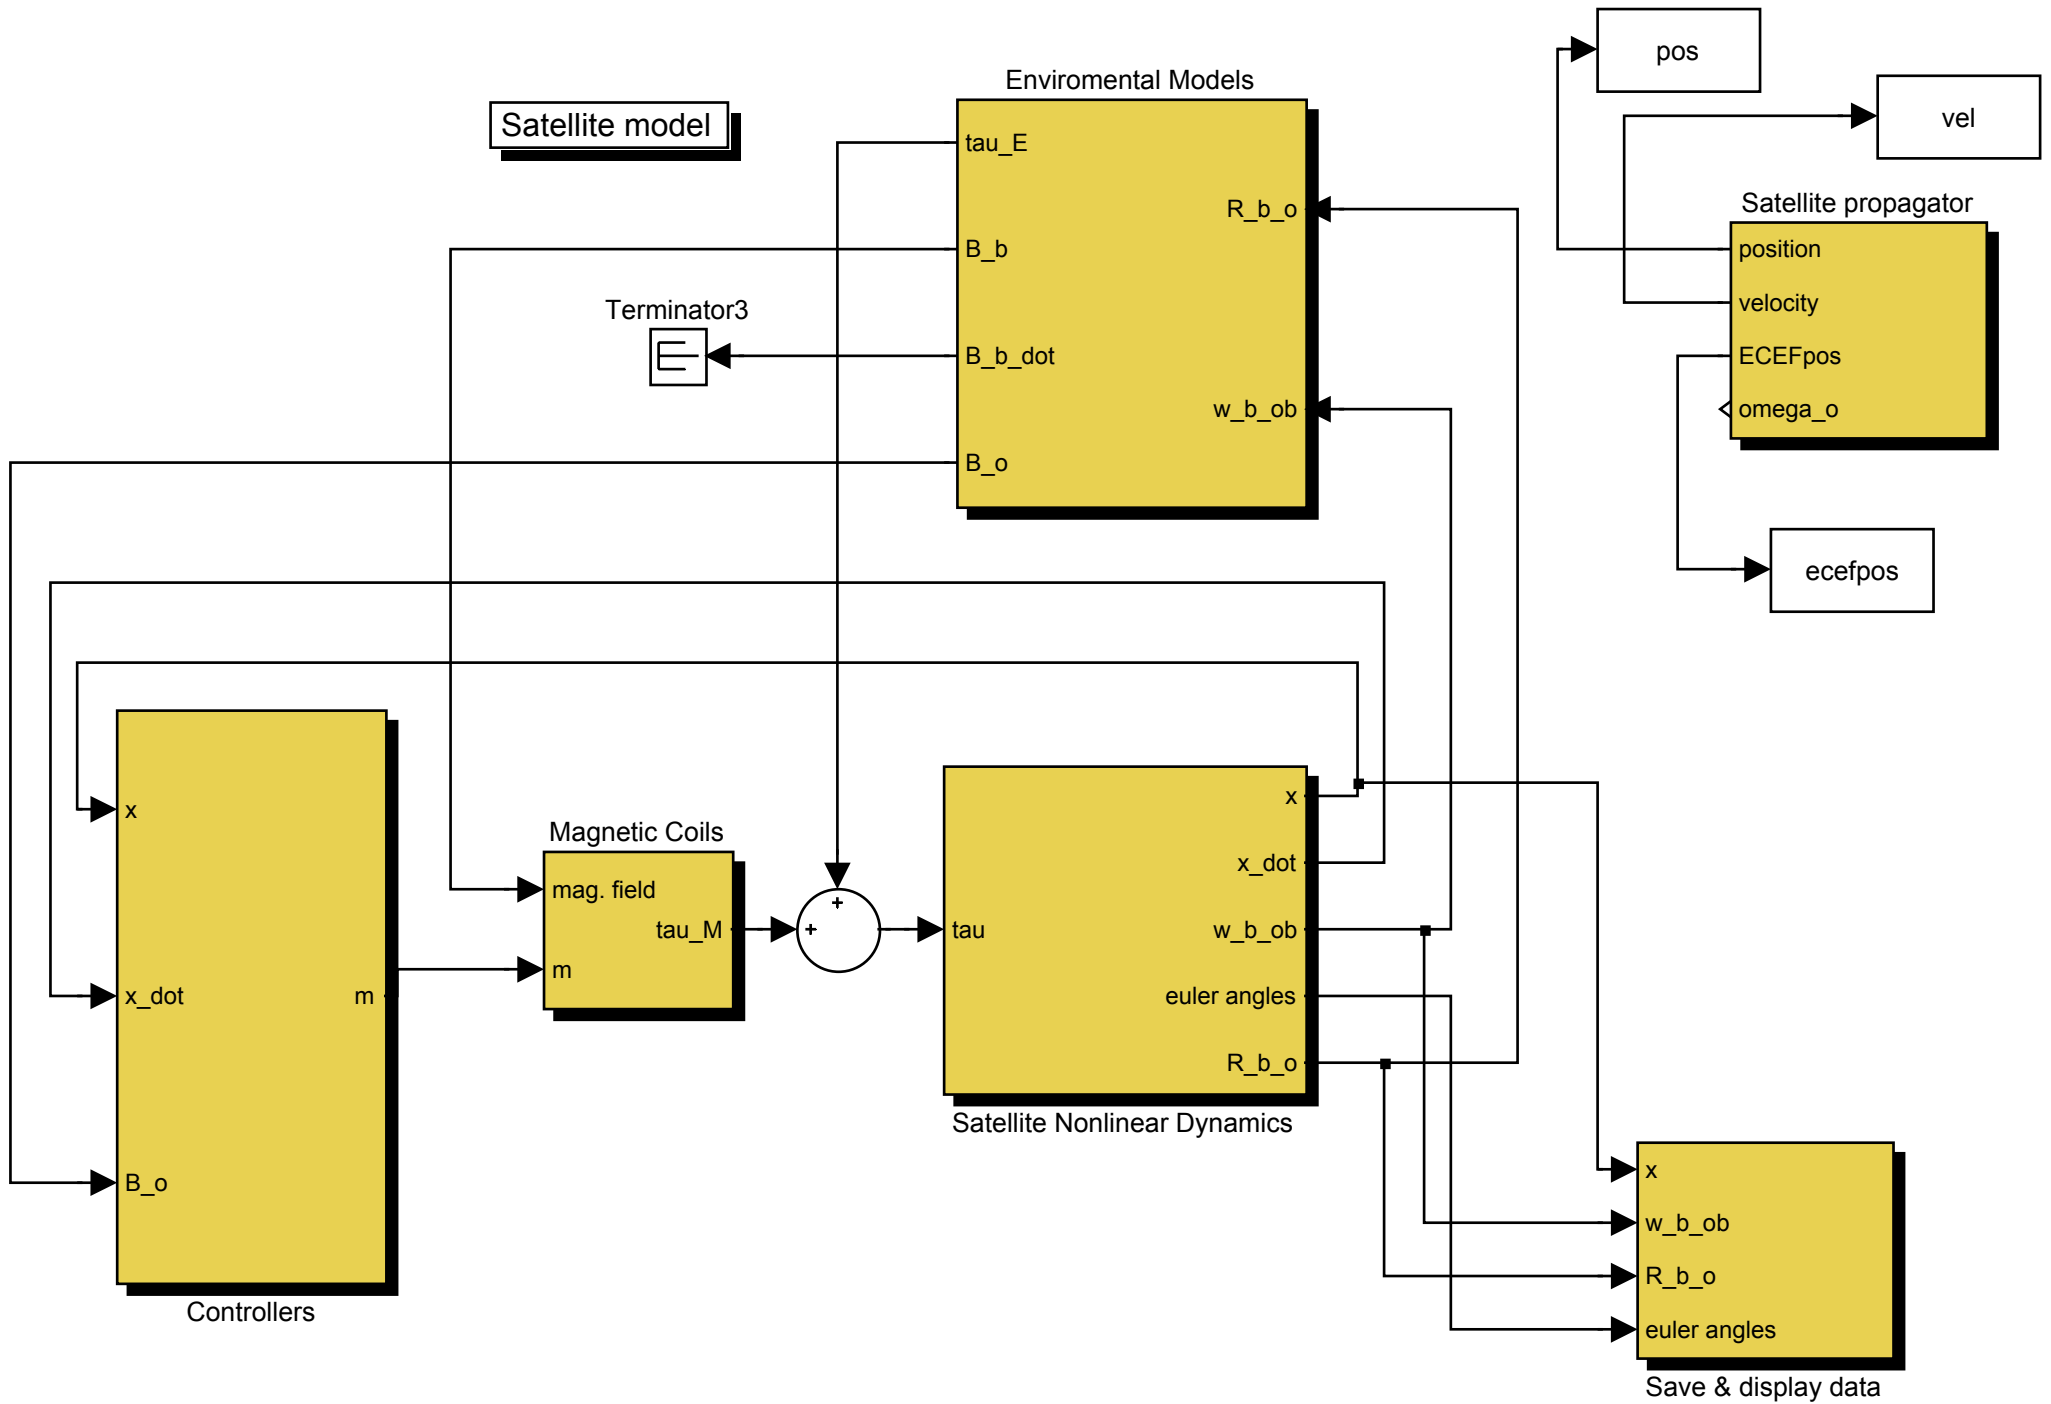 Satellite model
Enviromental Models
tau_E
B_b
B_b_dot
B_o
R_b_o
w_b_ob
Terminator3
pos
vel
Satellite propagator
position
velocity
ECEFpos
omega_o
ecefpos
x
x_dot
B_o
m
Controllers
Magnetic Coils
mag. field
m
tau_M
+
+
tau
x
x_dot
w_b_ob
euler angles
R_b_o
Satellite Nonlinear Dynamics
x
w_b_ob
R_b_o
euler angles
Save & display data